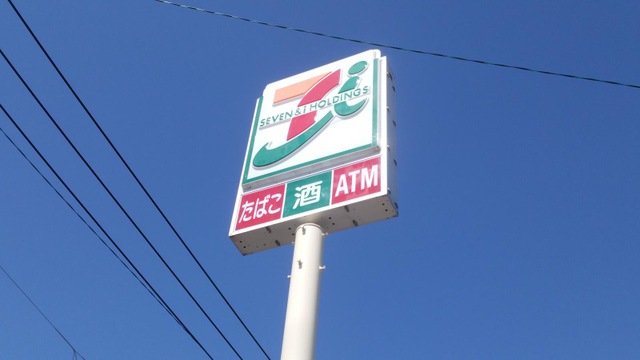 SEVEN & i HOLDINGS
たばこ 酒 ATM